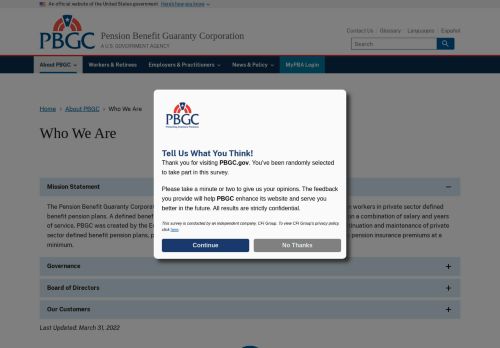 An official website of the United States government Here's how you know
PBGC
Pension Benefit Guaranty Corporation
A U.S. GOVERNMENT AGENCY
Contact Us Glossary Languages Español
Search
About PBGC Workers & Retirees Employers & Practitioners News & Policy MyPBA Login
Home About PBGC Who We Are
Who We Are
PBGC
Protecting America's Pensions
Tell Us What You Think!
Thank you for visiting PBGC.gov. You've been randomly selected
to take part in this survey.
Please take a minute or two to give us your opinions. The feedback
you provide will help PBGC enhance its website and serve you
better in the future. All results are strictly confidential.
This survey is conducted by an independent company, CFI Group. To view CFI Group's privacy policy,
click here.
Continue No Thanks
Mission Statement
The Pension Benefit Guaranty Corpora workers in private sector defined
benefit pension plans. A defined benef in a combination of salary and years
of service. PBGC was created by the E tinuation and maintenance of private
sector defined benefit pension plans, p pension insurance premiums at a
minimum.
Governance
Board of Directors
Our Customers
Last Updated: March 31, 2022